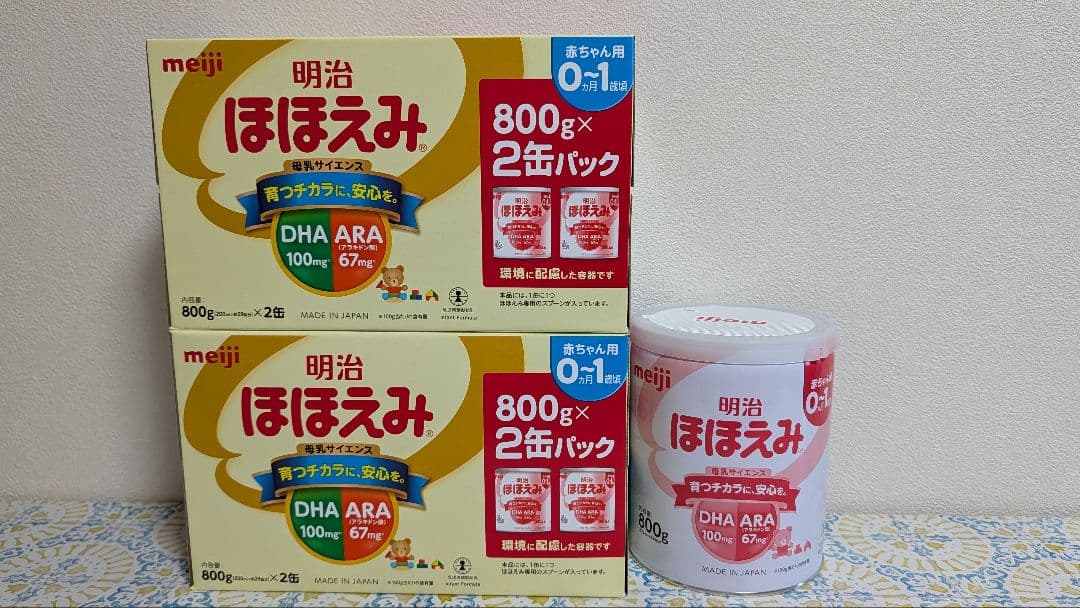 meiji
明治
ほほえみ®
母乳サイエンス
育つチカラに、安心を。
DHA
100mg*
ARA
(アラキドン酸)
67mg*
内容量:
800g
×2缶
MADE IN JAPAN
赤ちゃん用
0ヵ月~1歳頃
800g×
2缶パック
明治
ほほえみ
明治
ほほえみ
環境に配慮した容器です
本品には、1缶に1つ
ほほえみ専用のスプーンが入っています。
meiji
明治
ほほえみ®
母乳サイエンス
育つチカラに、安心を。
DHA
100mg*
ARA
(アラキドン酸)
67mg*
内容量:
800g
×2缶
MADE IN JAPAN
赤ちゃん用
0ヵ月~1歳頃
800g×
2缶パック
明治
ほほえみ
明治
ほほえみ
環境に配慮した容器です
本品には、1缶に1つ
ほほえみ専用のスプーンが入っています。
meiji
meiji
赤ちゃん用
明治
ほほえみ®
母乳サイエンス
育つチカラに、安心を。
DHA
100mg*
ARA
(アラキドン酸)
67mg*
内容量:
800g
MADE IN JAPAN